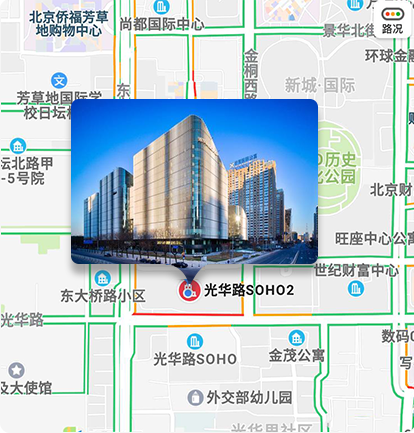 北京侨福芳草
地购物中心
尚都国际中心
路况
景华北街
环球金融
金桐西路
新城·国际
芳草地国际学
校日坛
东
坛北路甲
-5号院
历史
公园
北京财
旺座中心公寓
世纪财富中心
东大桥路小区
光华路SOHO2
光华路
数码0
光华路SOHO
金茂公寓
写
及大使馆
外交部幼儿园
光华里社区